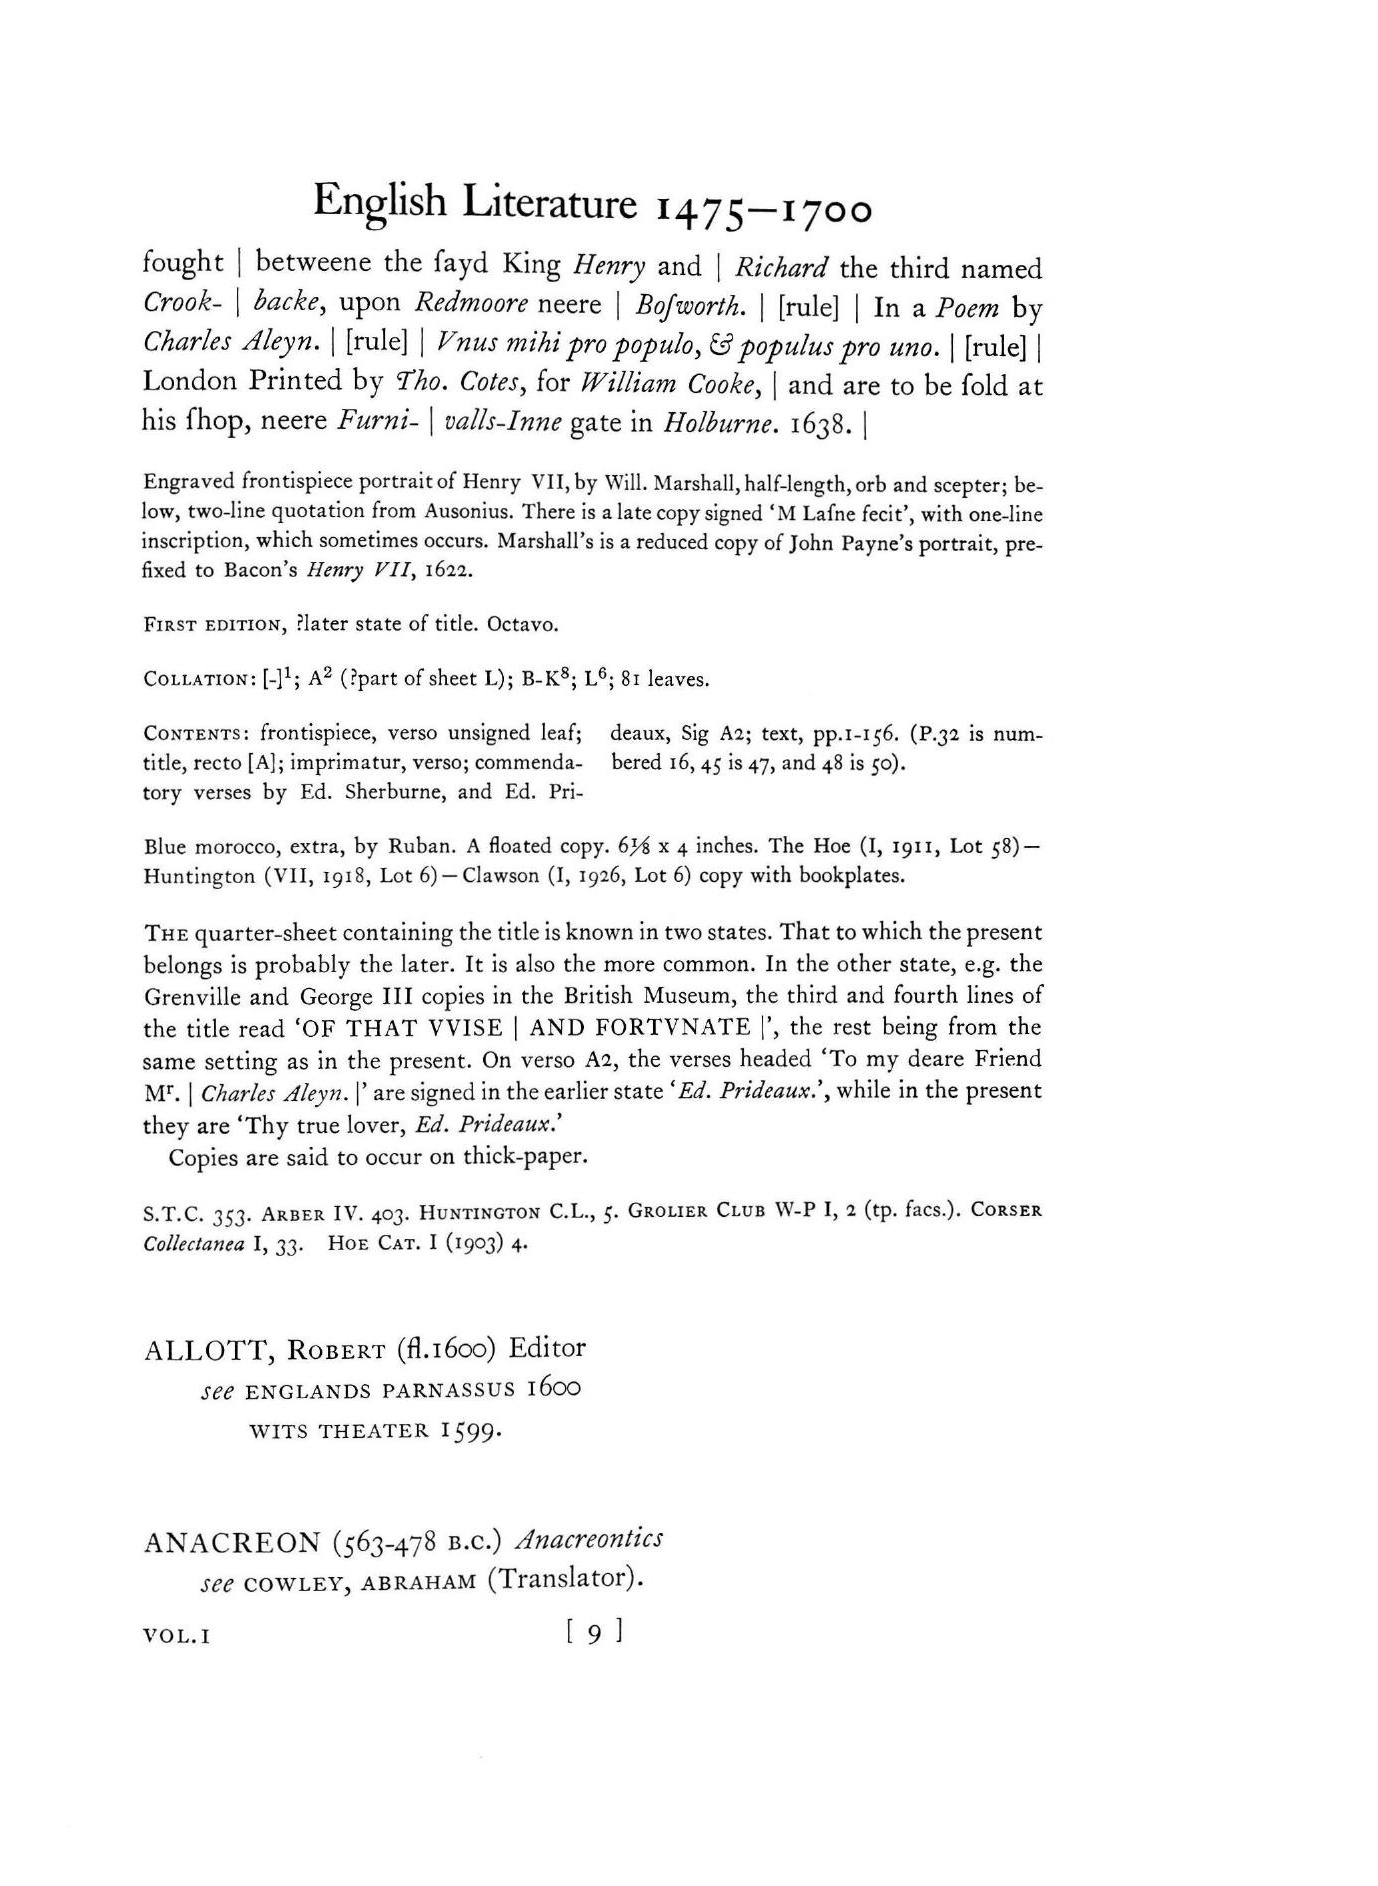 English Literature 1475–1700
fought | betweene the ſayd King Henry and | Richard the third named
Crook- | backe, upon Redmoore neere | Boſworth. | [rule] | In a Poem by
Charles Aleyn. | [rule] | Vnus mihi pro populo, & populus pro uno. | [rule] |
London Printed by Tho. Cotes, for William Cooke, | and are to be ſold at
his ſhop, neere Furni- | valls-Inne gate in Holburne. 1638. |
Engraved frontispiece portrait of Henry VII, by Will. Marshall, half-length, orb and scepter; be-
low, two-line quotation from Ausonius. There is a late copy signed ‘M Laſne fecit’, with one-line
inscription, which sometimes occurs. Marshall’s is a reduced copy of John Payne’s portrait, pre-
fixed to Bacon’s Henry VII, 1622.
FIRST EDITION, ?later state of title. Octavo.
COLLATION: [-]¹; A² (?part of sheet L); B-K⁸; L⁶; 81 leaves.
CONTENTS: frontispiece, verso unsigned leaf;
title, recto [A]; imprimatur, verso; commenda-
tory verses by Ed. Sherburne, and Ed. Pri-
deaux, Sig A2; text, pp.1-156. (P.32 is num-
bered 16, 45 is 47, and 48 is 50).
Blue morocco, extra, by Ruban. A floated copy. 6⅛ x 4 inches. The Hoe (I, 1911, Lot 58)—
Huntington (VII, 1918, Lot 6)—Clawson (I, 1926, Lot 6) copy with bookplates.
THE quarter-sheet containing the title is known in two states. That to which the present
belongs is probably the later. It is also the more common. In the other state, e.g. the
Grenville and George III copies in the British Museum, the third and fourth lines of
the title read ‘OF THAT VVISE | AND FORTVNATE |’, the rest being from the
same setting as in the present. On verso A2, the verses headed ‘To my deare Friend
Mʳ. | Charles Aleyn. |’ are signed in the earlier state ‘Ed. Prideaux.’, while in the present
they are ‘Thy true lover, Ed. Prideaux.’
Copies are said to occur on thick-paper.
S.T.C. 353. ARBER IV. 403. HUNTINGTON C.L., 5. GROLIER CLUB W-P I, 2 (tp. facs.). CORSER
Collectanea I, 33. HOE CAT. I (1903) 4.
ALLOTT, ROBERT (fl.1600) Editor
see ENGLANDS PARNASSUS 1600
WITS THEATER 1599.
ANACREON (563-478 B.C.) Anacreontics
see COWLEY, ABRAHAM (Translator).
VOL.I [ 9 ]